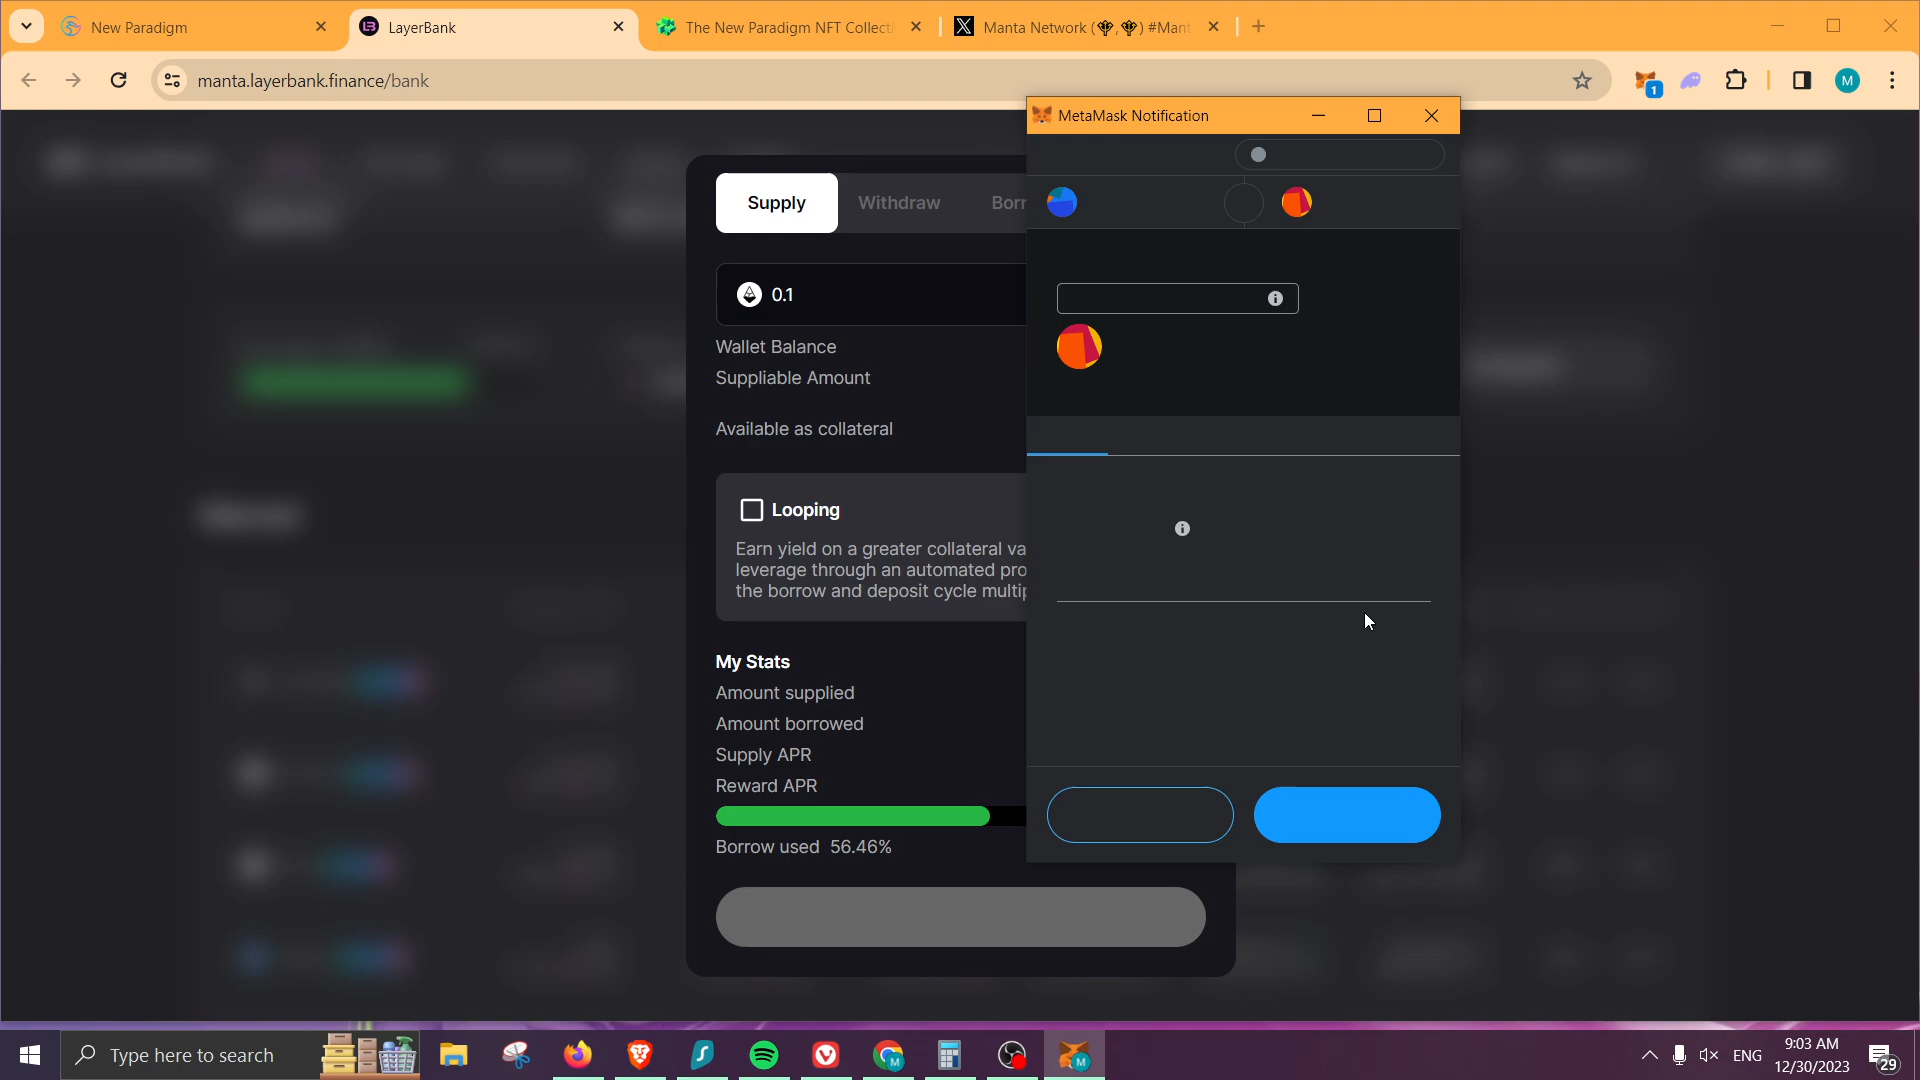 New Paradigm
LayerBank
The New Paradigm NFT Collecti
Manta Network (🔱,🔱) #Mant
manta.layerbank.finance/bank
1
M
MetaMask Notification
Supply
Withdraw
Borr
0.1
Wallet Balance
Suppliable Amount
Available as collateral
Looping
Earn yield on a greater collateral va
leverage through an automated pro
the borrow and deposit cycle multip
My Stats
Amount supplied
Amount borrowed
Supply APR
Reward APR
Borrow used 56.46%
Type here to search
ENG
9:03 AM
12/30/2023
29